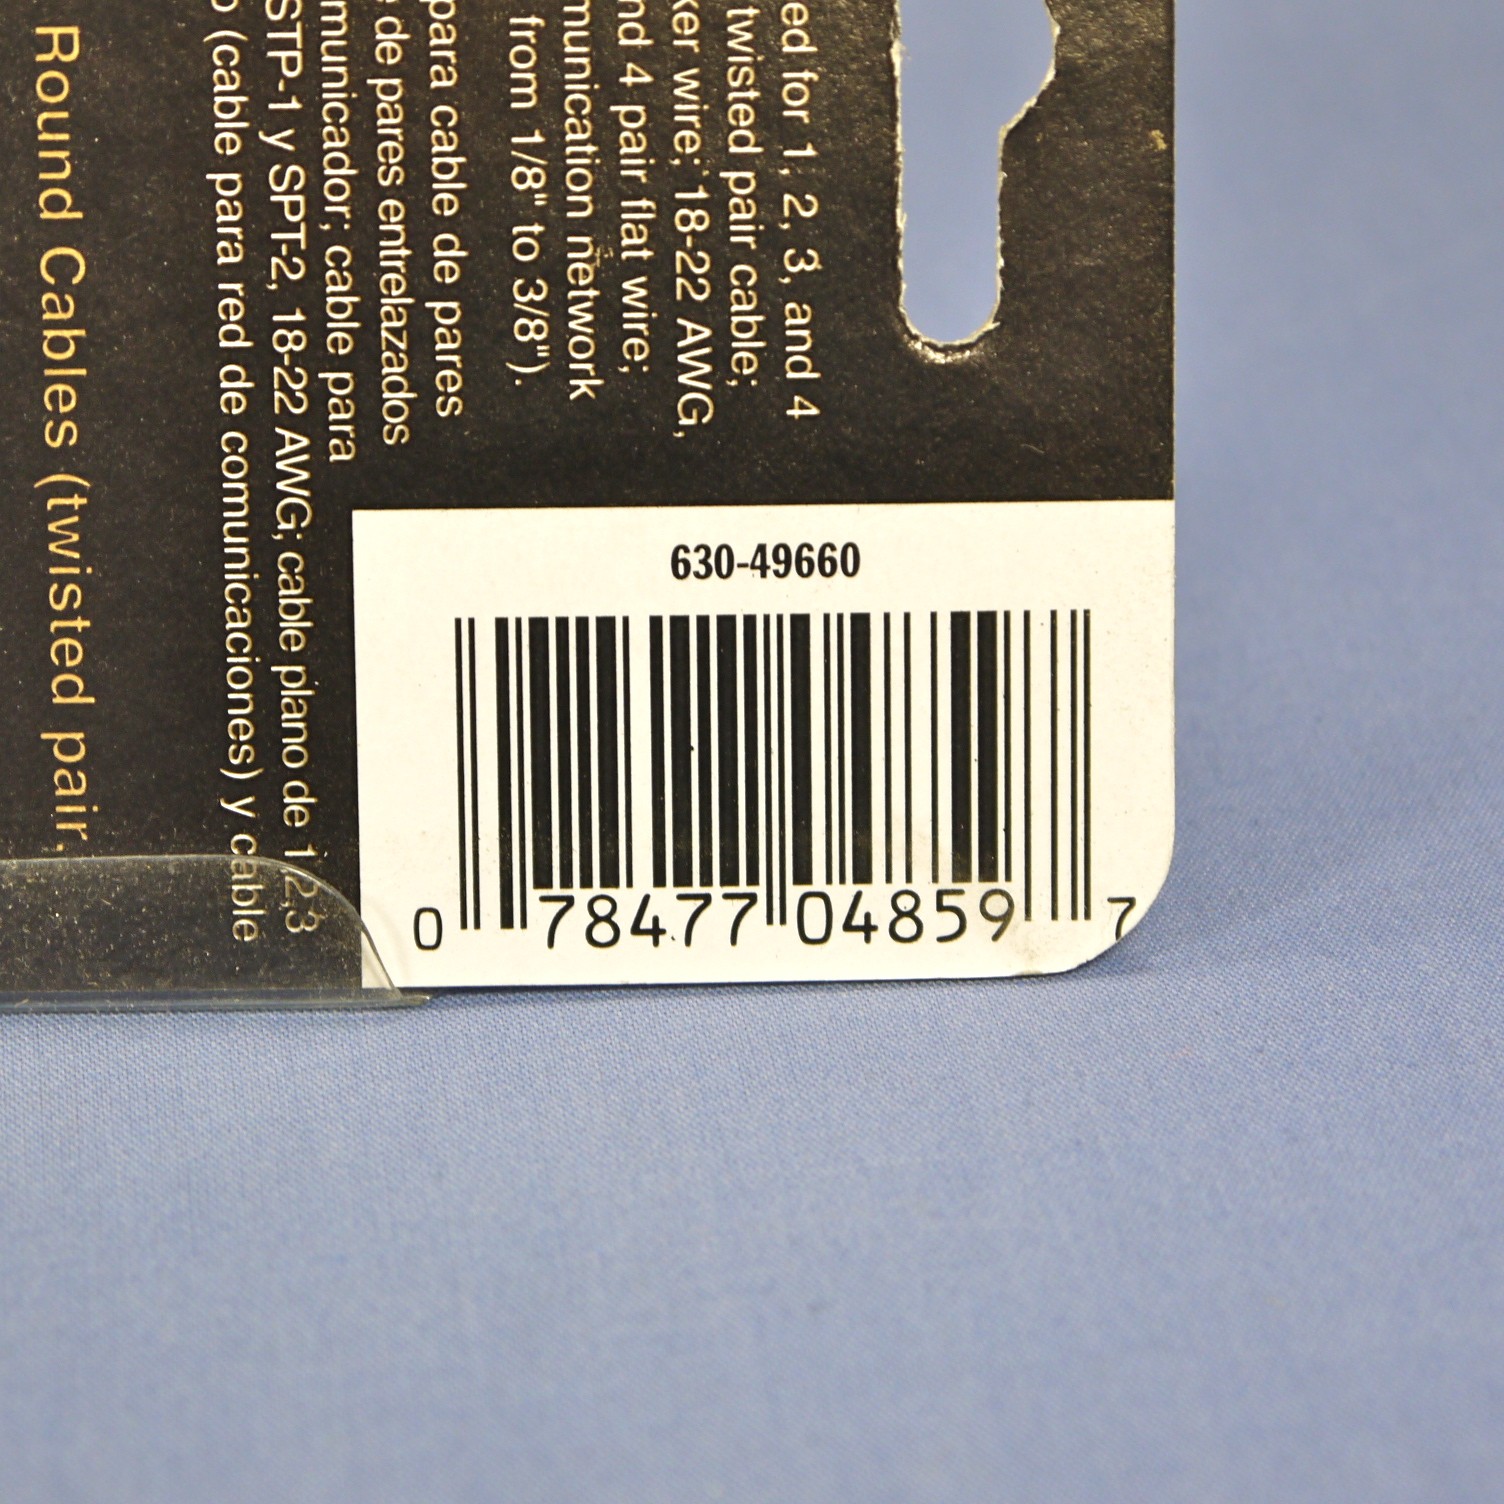 ed for 1, 2, 3, and 4
twisted pair cable;
ker wire; 18-22 AWG,
nd 4 pair flat wire;
munication network
from 1/8" to 3/8").
para cable de pares
de pares entrelazados
municador; cable para
STP-1 y SPT-2, 18-22 AWG; cable plano de 1,2,3
o (cable para red de comunicaciones) y cable
Round Cables (twisted pair,
630-49660
0 78477 04859 7